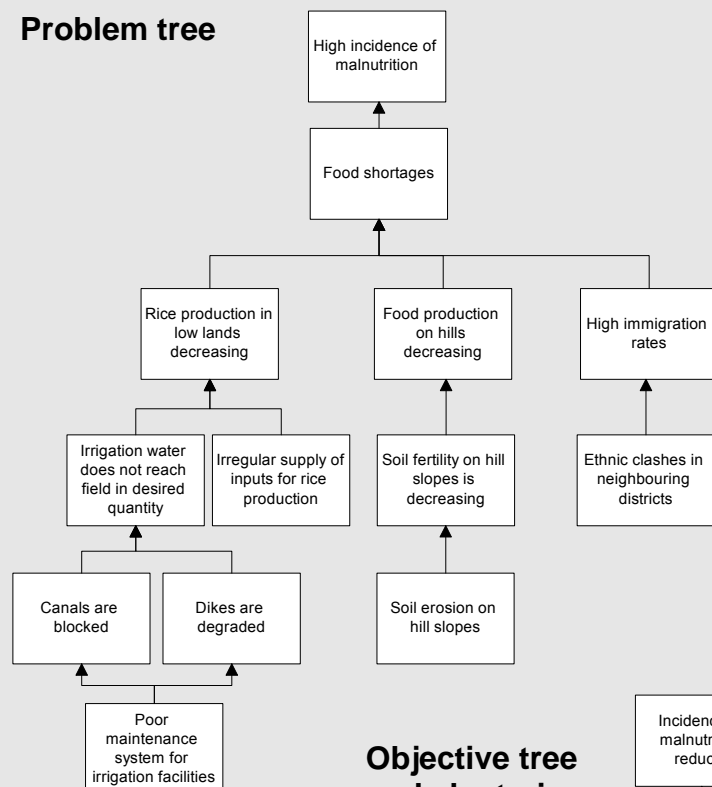 Problem tree
High incidence of
malnutrition
Food shortages
Rice production in
low lands
decreasing
Food production
on hills
decreasing
High immigration
rates
Irrigation water
does not reach
field in desired
quantity
Irregular supply of
inputs for rice
production
Soil fertility on hill
slopes is
decreasing
Ethnic clashes in
neighbouring
districts
Canals are
blocked
Dikes are
degraded
Soil erosion on
hill slopes
Poor
maintenance
system for
irrigation facilities
Objective tree